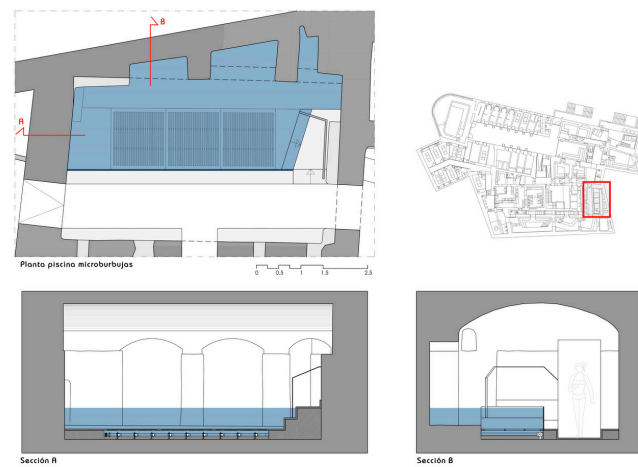 B
A
Planta piscina microburbujas
0 0.5 1 1.5 2.5
Sección A
Sección B